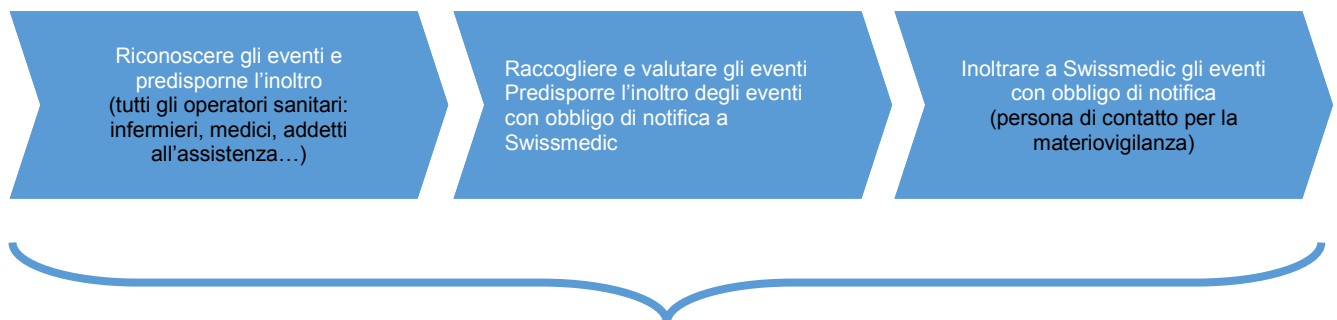 Riconoscere gli eventi e
predisporne l'inoltro
(tutti gli operatori sanitari:
infermieri, medici, addetti
all'assistenza…)
Raccogliere e valutare gli eventi
Predisporre l'inoltro degli eventi
con obbligo di notifica a
Swissmedic
Inoltrare a Swissmedic gli eventi
con obbligo di notifica
(persona di contatto per la
materiovigilanza)